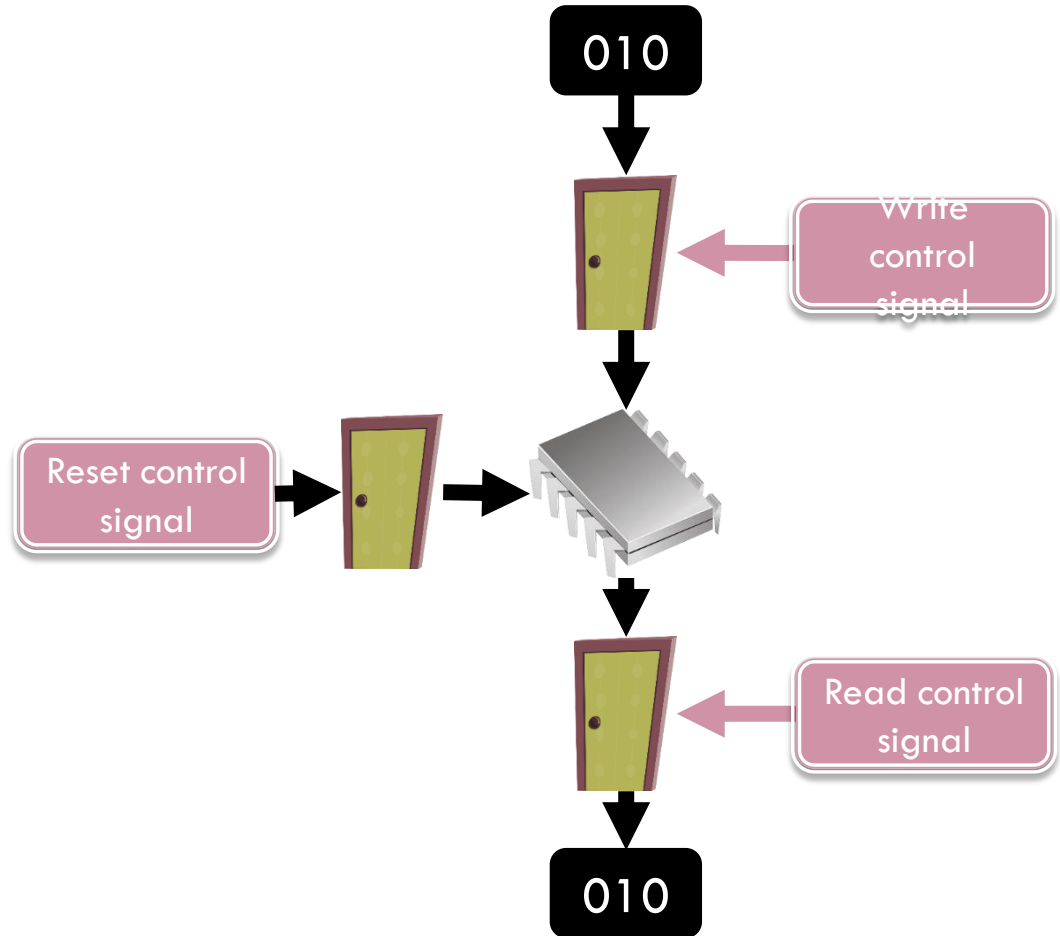 010
Write
control
signal
Reset control
signal
Read control
signal
010